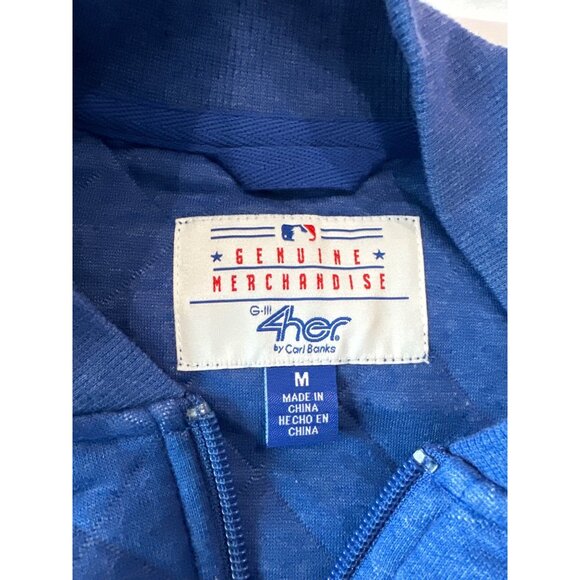 ★ GENUINE ★
MERCHANDISE
G-III
4her®
by Carl Banks
M
MADE IN
CHINA
HECHO EN
CHINA